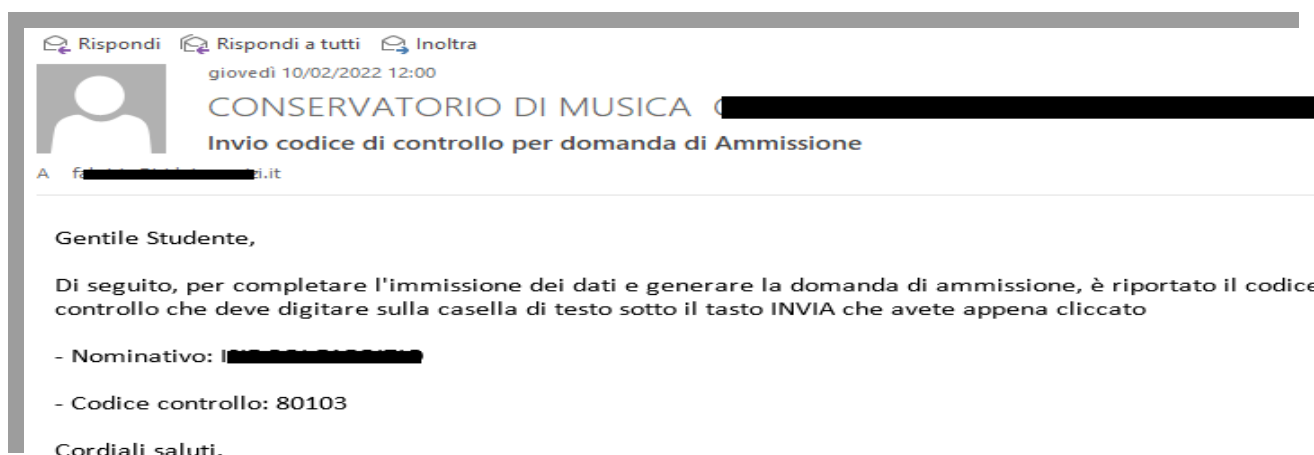 Rispondi Rispondi a tutti Inoltra
giovedì 10/02/2022 12:00
CONSERVATORIO DI MUSICA
Invio codice di controllo per domanda di Ammissione
A
Gentile Studente,
Di seguito, per completare l'immissione dei dati e generare la domanda di ammissione, è riportato il codice
controllo che deve digitare sulla casella di testo sotto il tasto INVIA che avete appena cliccato
- Nominativo:
- Codice controllo: 80103
Cordiali saluti.